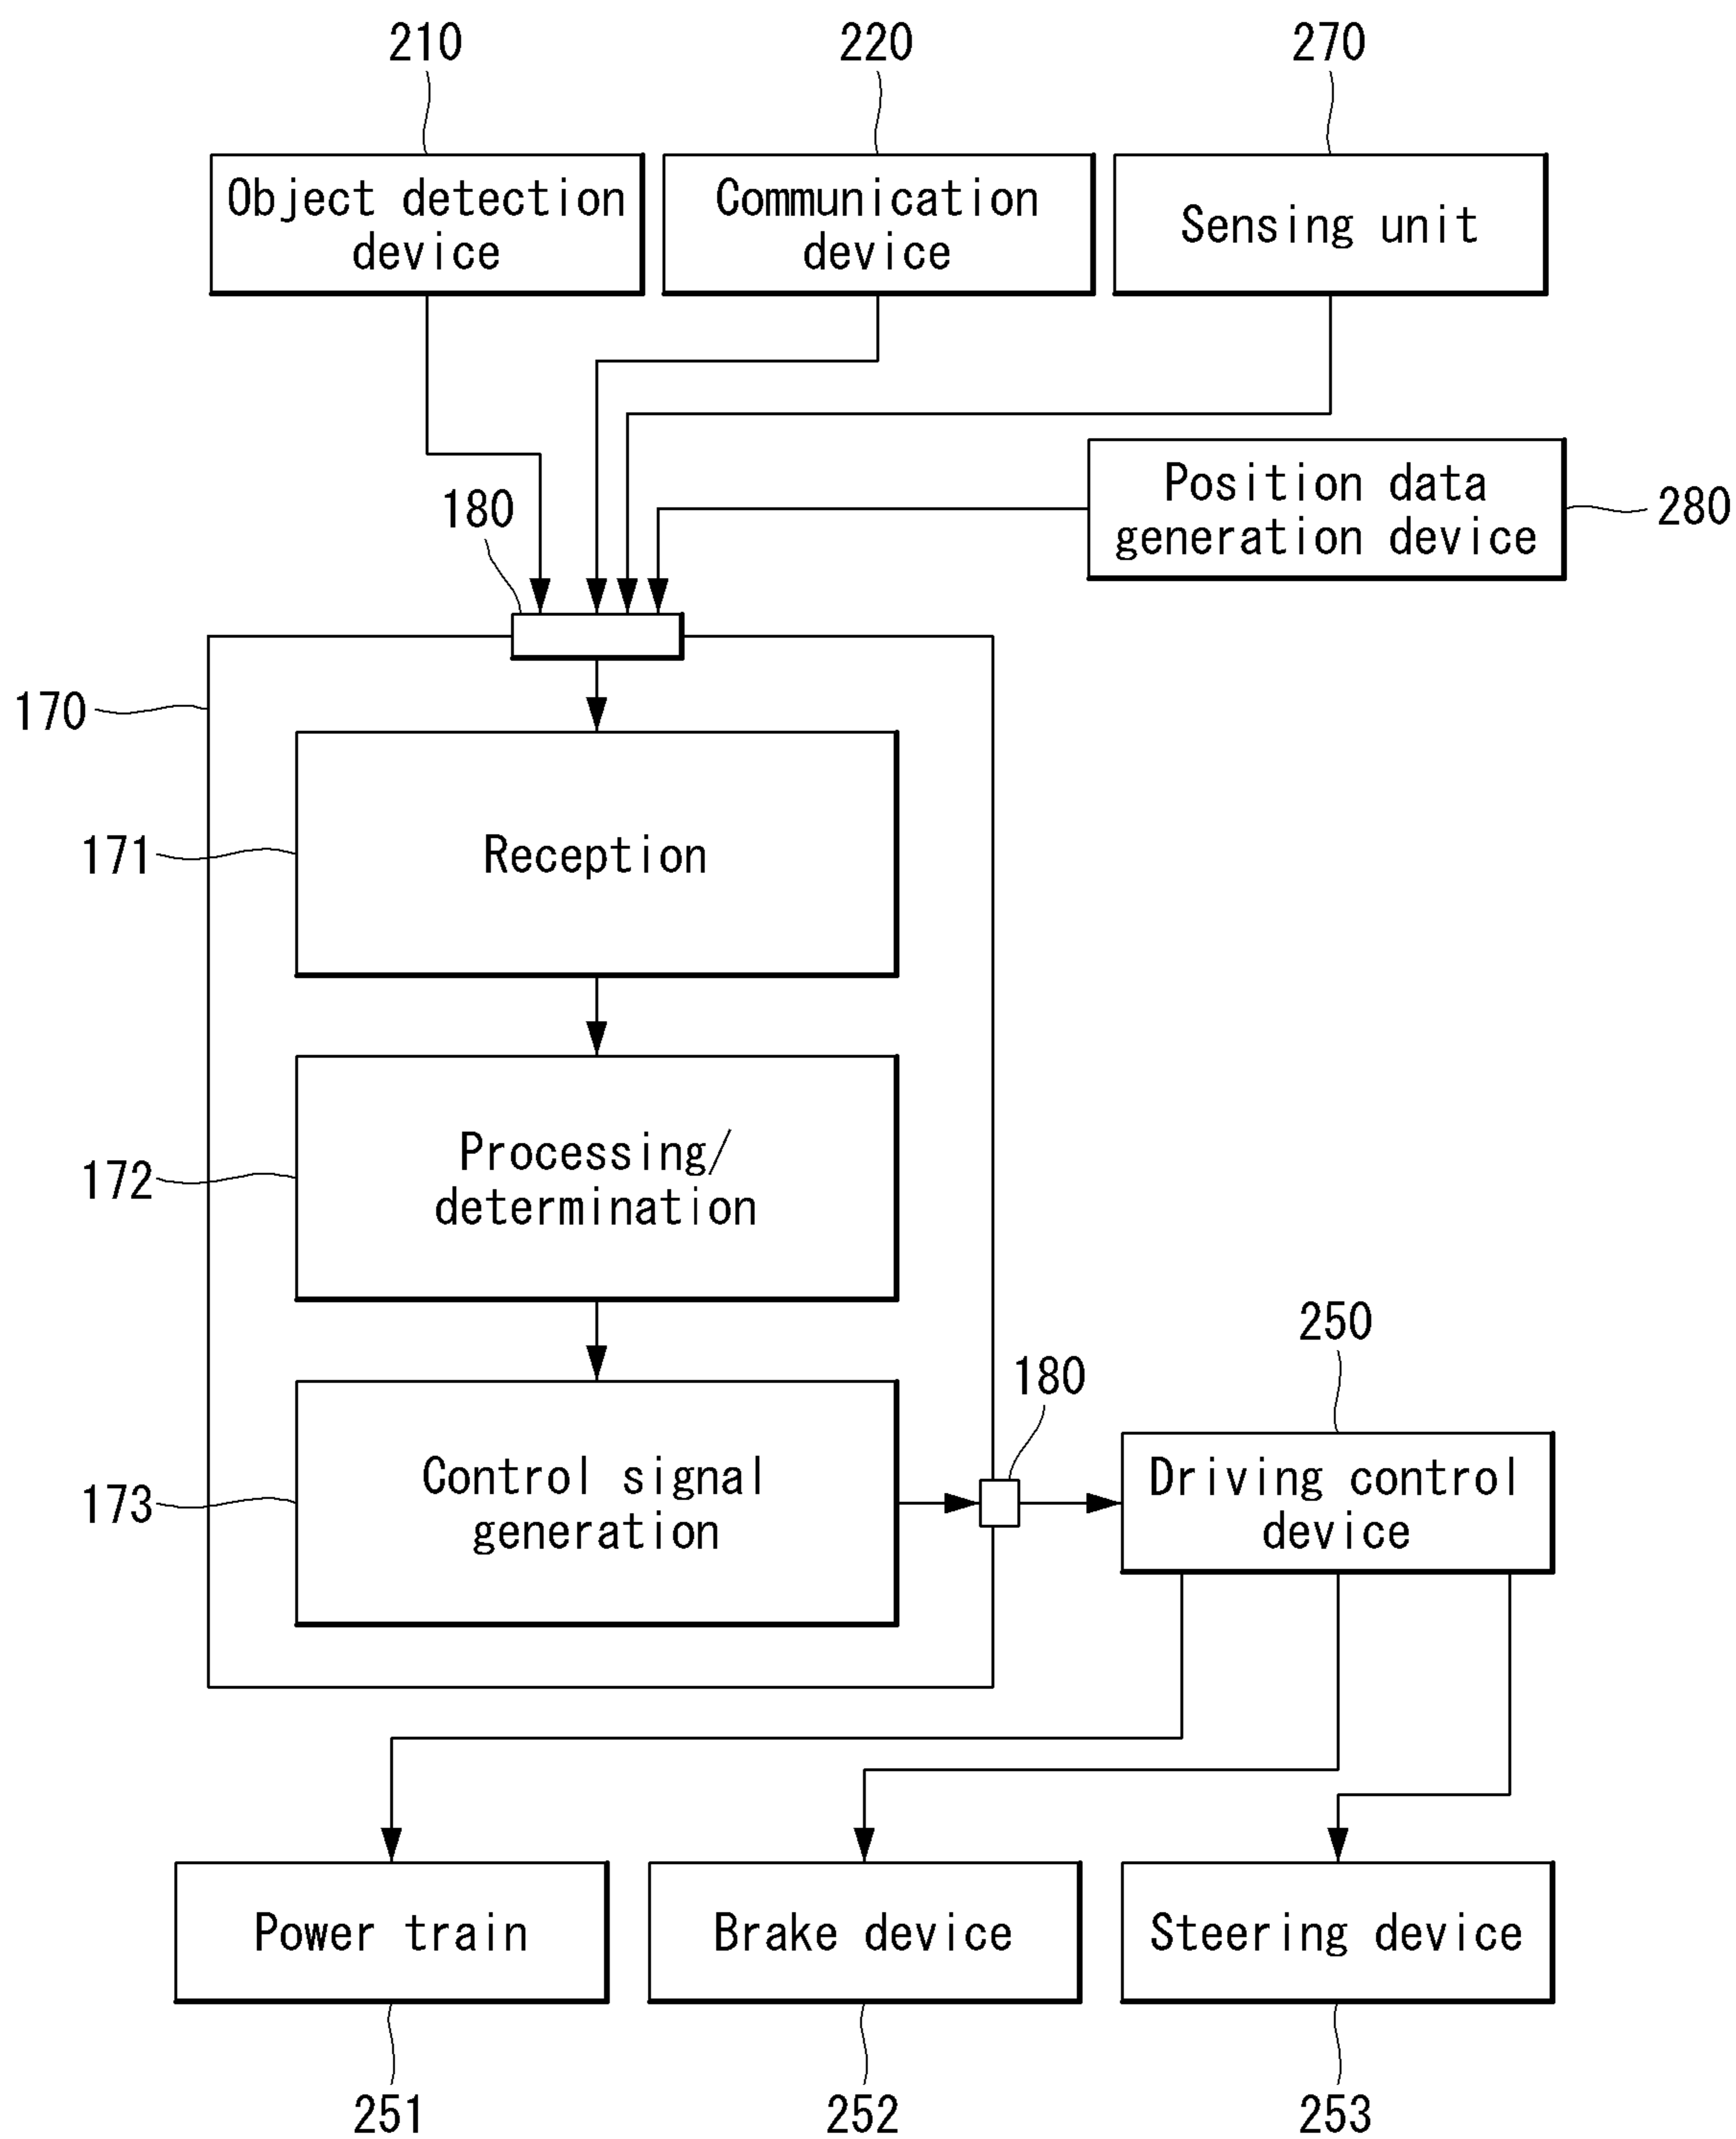 210
220
270
Object detection
device
Communication
device
Sensing unit
Position data
generation device
280
180
170
Reception
171
Processing/
determination
172
250
180
Control signal
generation
173
Driving control
device
Power train
Brake device
Steering device
251
252
253